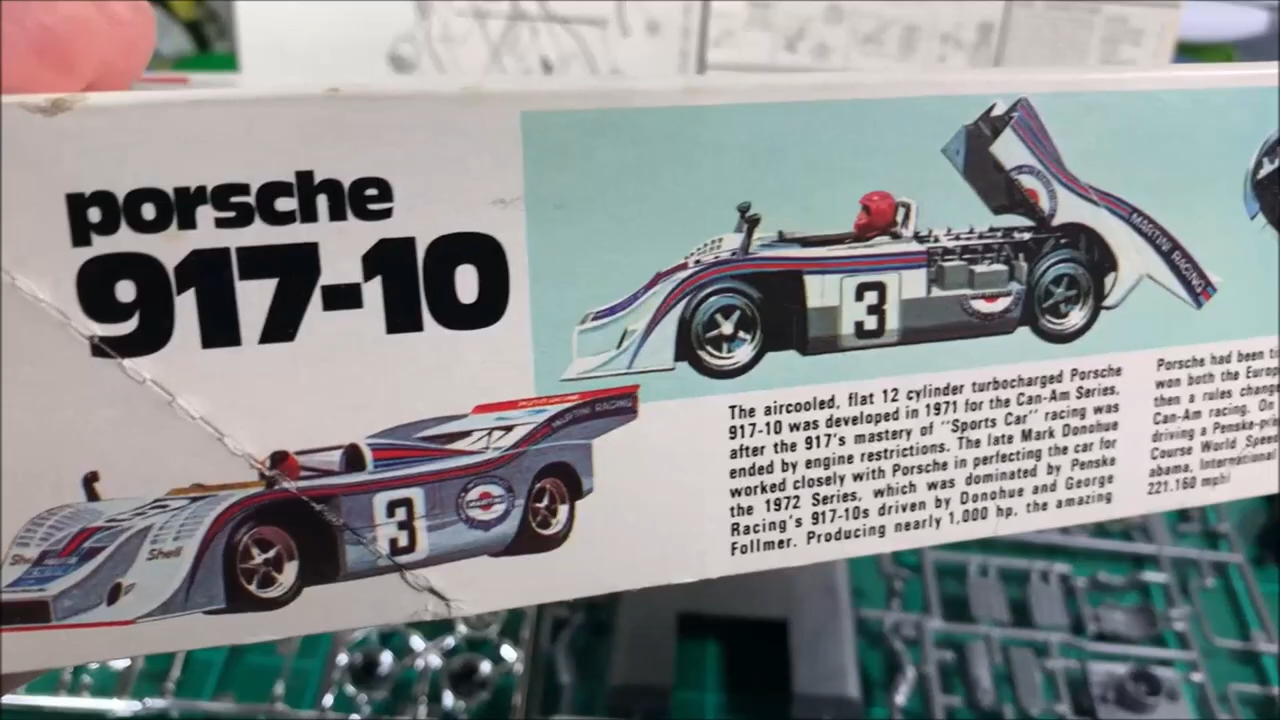 porsche
917-10
MARTINI RACING
3
MARTINI RACING
3
Shell
The aircooled, flat 12 cylinder turbocharged Porsche
917-10 was developed in 1971 for the Can-Am Series,
after the 917's mastery of "Sports Car" racing was
ended by engine restrictions. The late Mark Donohue
worked closely with Porsche in perfecting the car for
the 1972 Series, which was dominated by Penske
Racing's 917-10s driven by Donohue and George
Follmer. Producing nearly 1,000 hp, the amazing
Porsche had been
won both the Europ
then a rules change
Can-Am racing. On
driving a Penske-
Course World Speed
abama, International
221.160 mph!